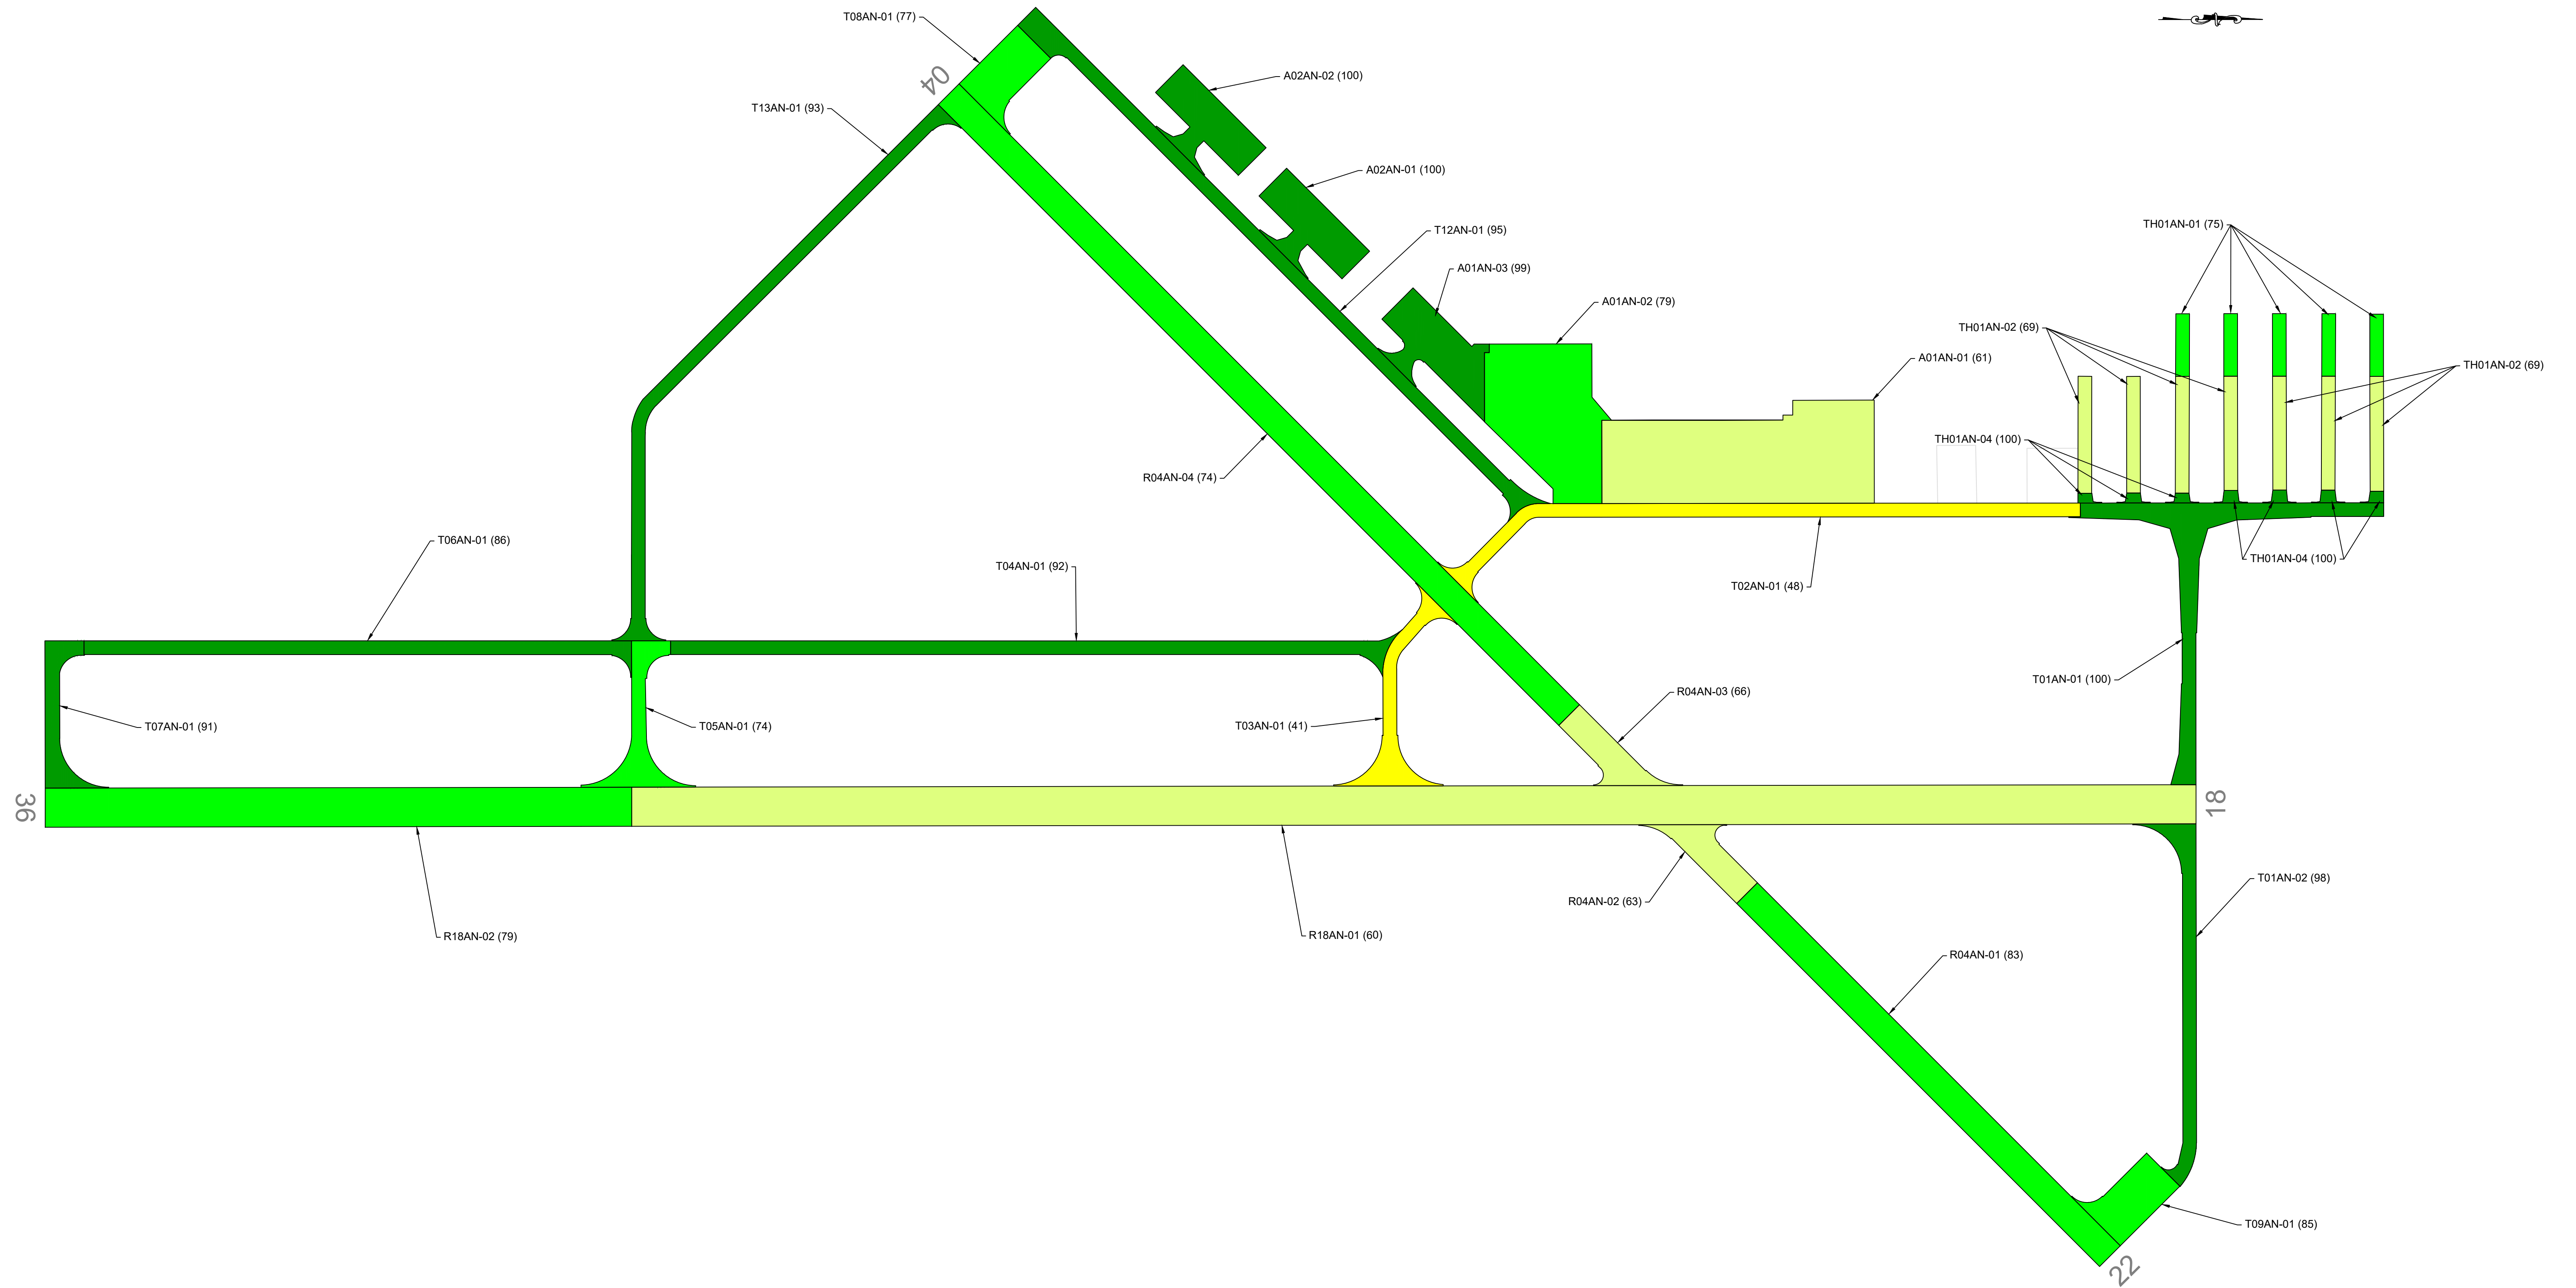 T08AN-01 (77)
04
A02AN-02 (100)
T13AN-01 (93)
A02AN-01 (100)
T12AN-01 (95)
TH01AN-01 (75)
A01AN-03 (99)
A01AN-02 (79)
TH01AN-02 (69)
A01AN-01 (61)
TH01AN-02 (69)
TH01AN-04 (100)
R04AN-04 (74)
T06AN-01 (86)
T04AN-01 (92)
TH01AN-04 (100)
T02AN-01 (48)
T01AN-01 (100)
R04AN-03 (66)
T07AN-01 (91)
T05AN-01 (74)
T03AN-01 (41)
36
18
T01AN-02 (98)
R04AN-02 (63)
R18AN-02 (79)
R18AN-01 (60)
R04AN-01 (83)
T09AN-01 (85)
22